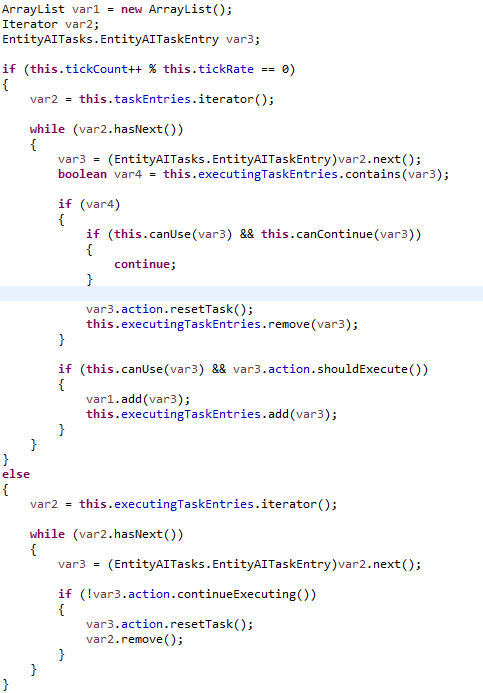 ArrayList var1 = new ArrayList();
Iterator var2;
EntityAITasks.EntityAITaskEntry var3;

if (this.tickCount++ % this.tickRate == 0)
{
    var2 = this.taskEntries.iterator();

    while (var2.hasNext())
    {
        var3 = (EntityAITasks.EntityAITaskEntry)var2.next();
        boolean var4 = this.executingTaskEntries.contains(var3);

        if (var4)
        {
            if (this.canUse(var3) && this.canContinue(var3))
            {
                continue;
            }

            var3.action.resetTask();
            this.executingTaskEntries.remove(var3);
        }

        if (this.canUse(var3) && var3.action.shouldExecute())
        {
            var1.add(var3);
            this.executingTaskEntries.add(var3);
        }
    }
}
else
{
    var2 = this.executingTaskEntries.iterator();

    while (var2.hasNext())
    {
        var3 = (EntityAITasks.EntityAITaskEntry)var2.next();

        if (!var3.action.continueExecuting())
        {
            var3.action.resetTask();
            var2.remove();
        }
    }
}